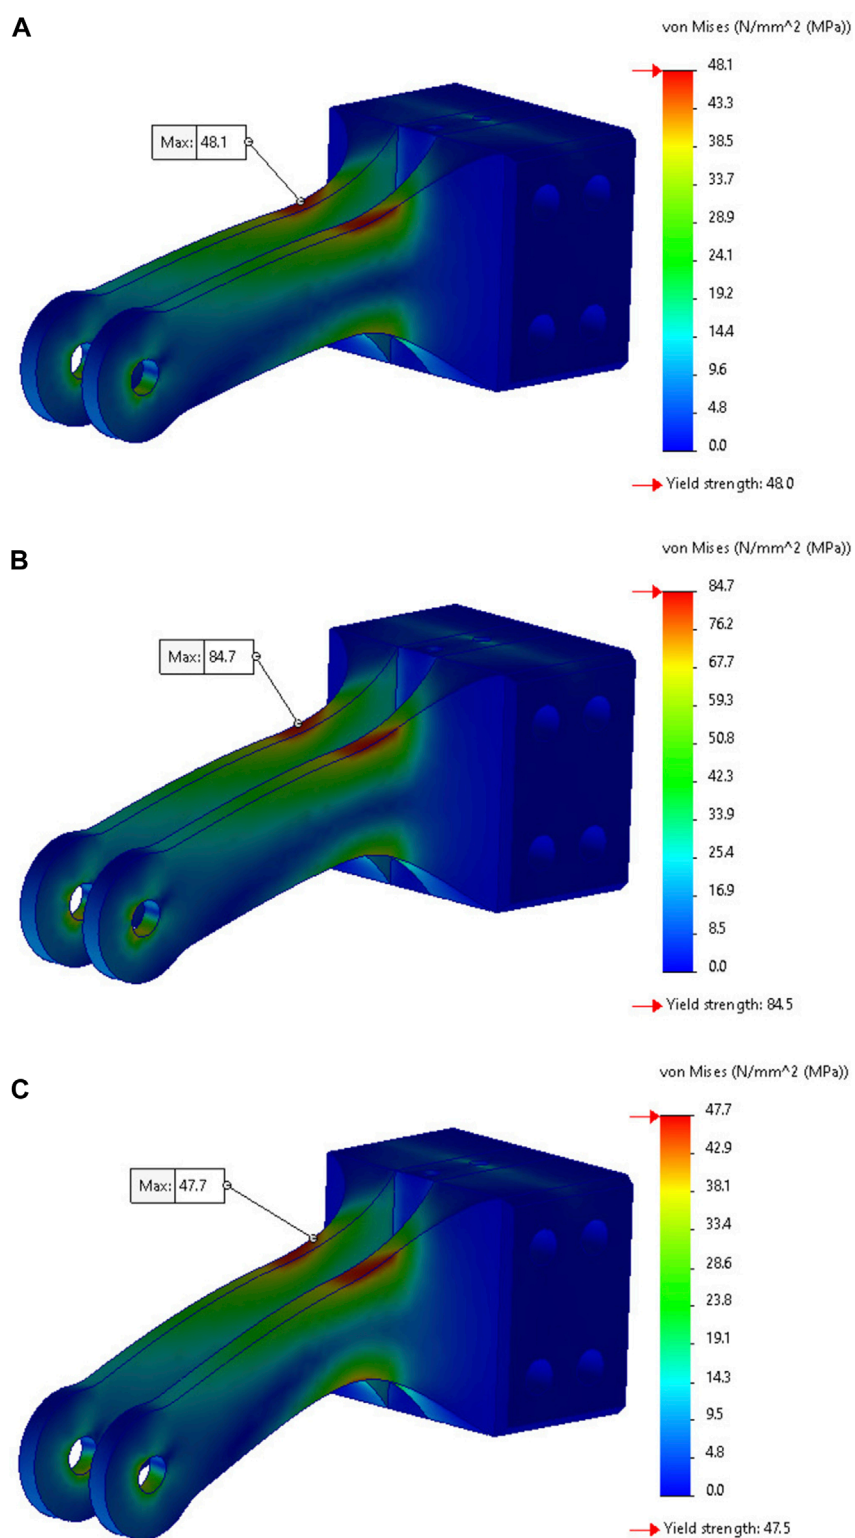 A
von Mises (N/mm^2 (MPa))
Max: 48.1
48.1
43.3
38.5
33.7
28.9
24.1
19.2
14.4
9.6
4.8
0.0
Yield strength: 48.0
B
von Mises (N/mm^2 (MPa))
Max: 84.7
84.7
76.2
67.7
59.3
50.8
42.3
33.9
25.4
16.9
8.5
0.0
Yield strength: 84.5
C
von Mises (N/mm^2 (MPa))
Max: 47.7
47.7
42.9
38.1
33.4
28.6
23.8
19.1
14.3
9.5
4.8
0.0
Yield strength: 47.5